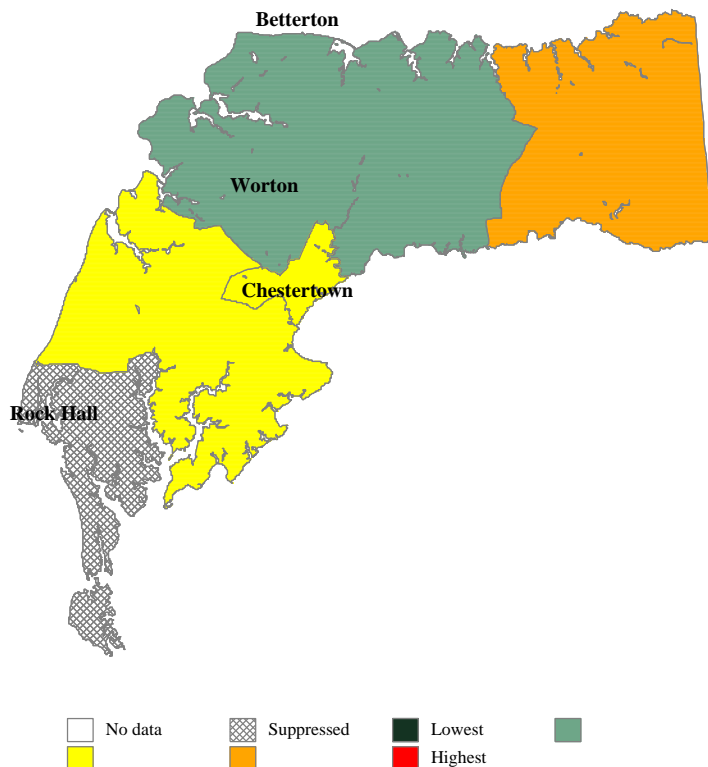 Betterton
Worton
Chestertown
Rock Hall
No data
Suppressed
Lowest
Highest